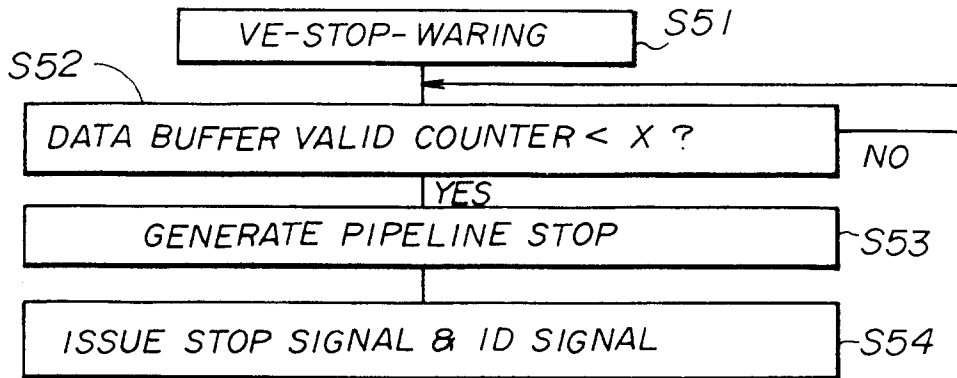 VE-STOP-WARING
S51
S52
DATA BUFFER VALID COUNTER < X ?
NO
YES
GENERATE PIPELINE STOP
S53
ISSUE STOP SIGNAL & ID SIGNAL
S54